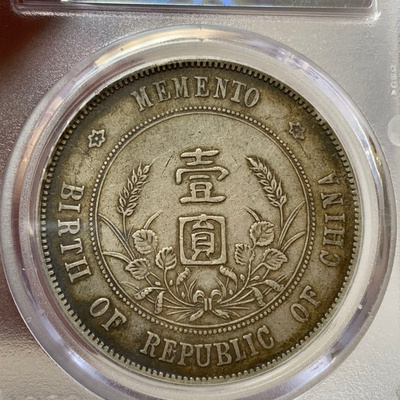 MEMENTO
壹
圓
BIRTH OF REPUBLIC OF CHINA